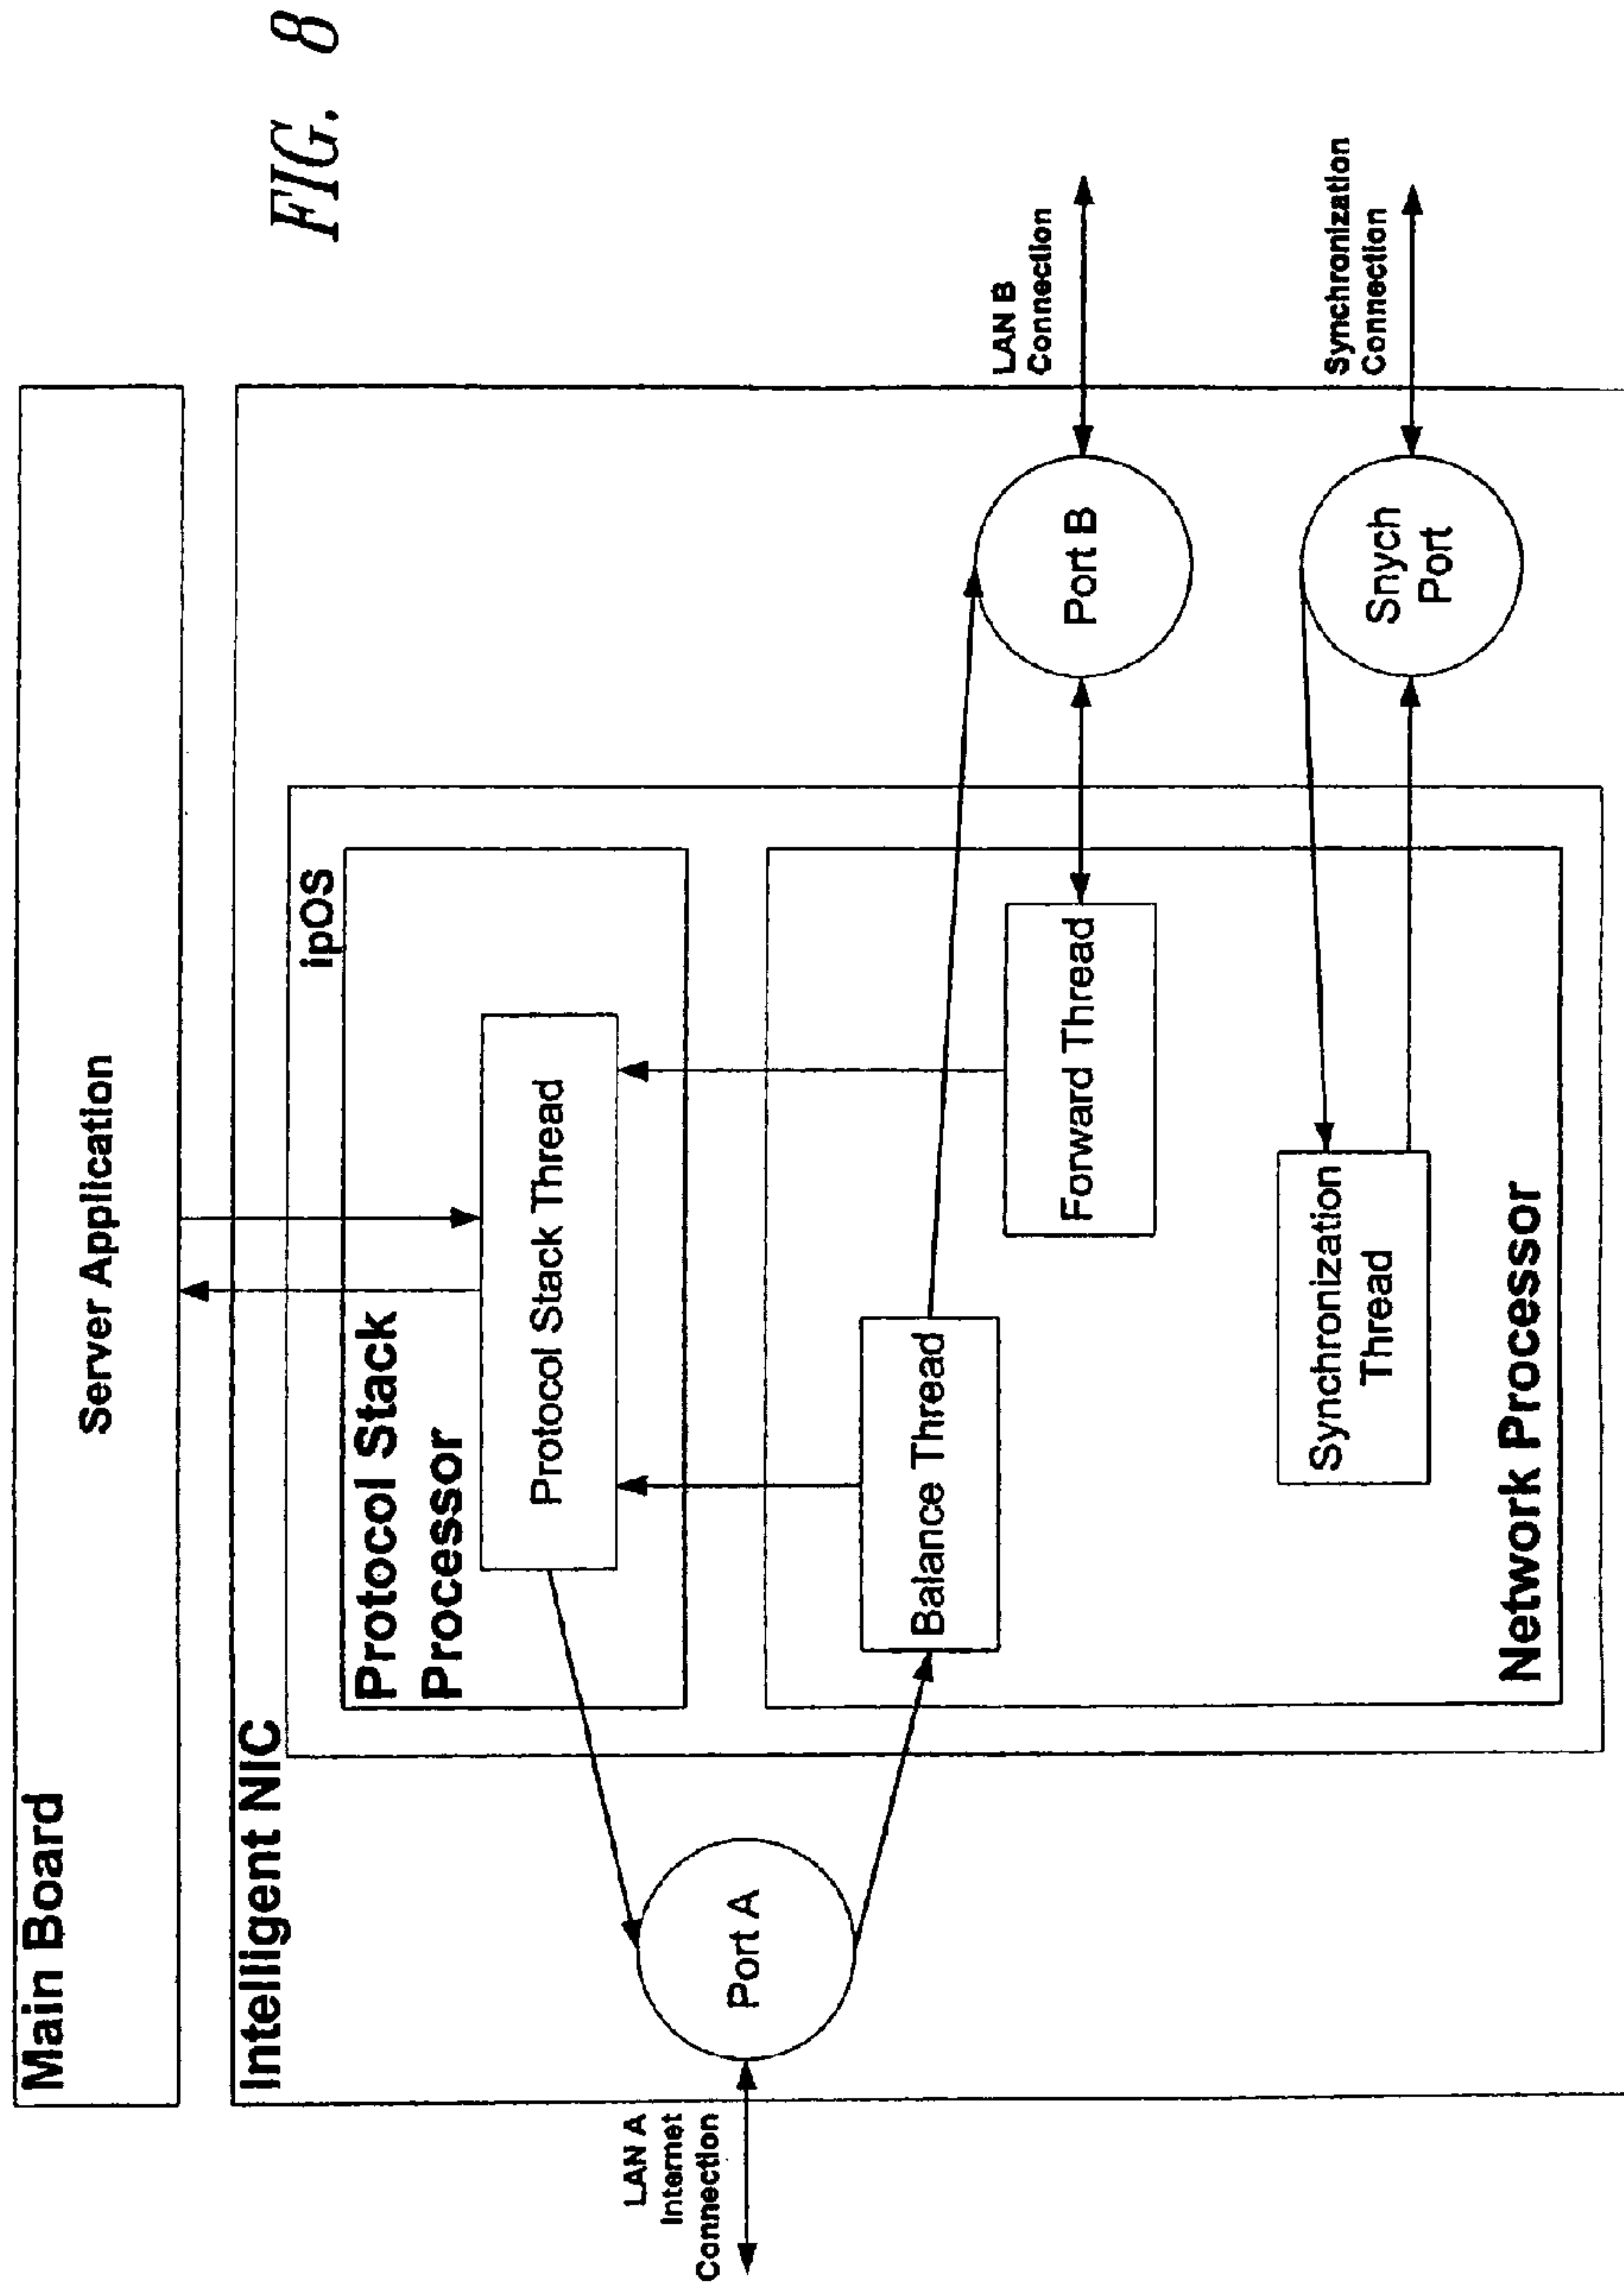 FIG. 8
Main Board
Server Application
Intelligent NIC
ipOS
Protocol Stack
Processor
Protocol Stack Thread
LAN A
Internet
Connection
Port A
Balance Thread
Forward Thread
Port B
LAN B
Connection
Synchronization
Thread
Snych
Port
Synchronization
Connection
Network Processor